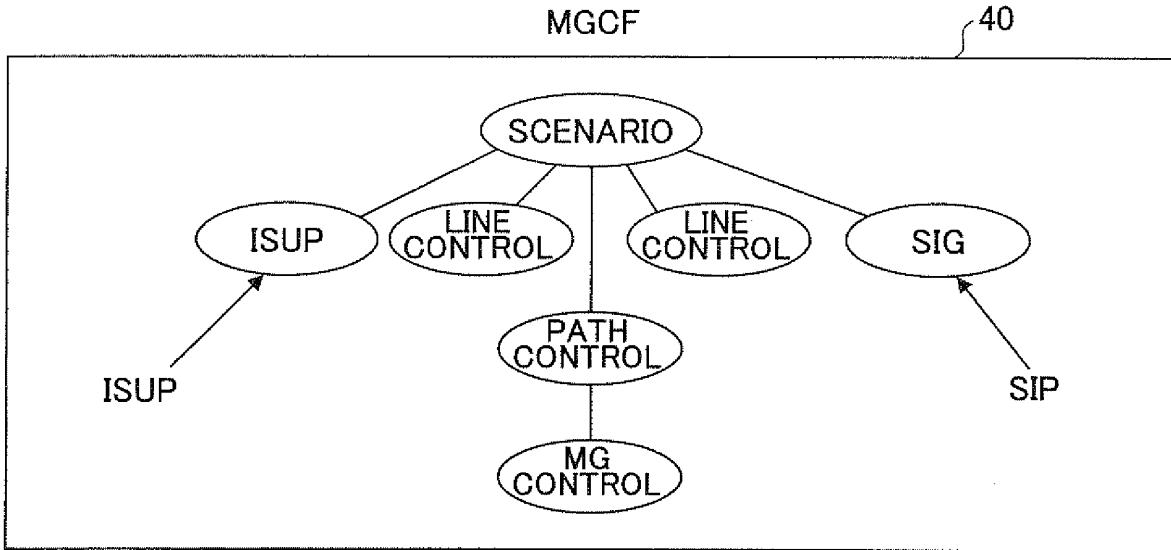 MGCF
40
SCENARIO
ISUP
LINE
CONTROL
LINE
CONTROL
SIG
PATH
CONTROL
ISUP
SIP
MG
CONTROL